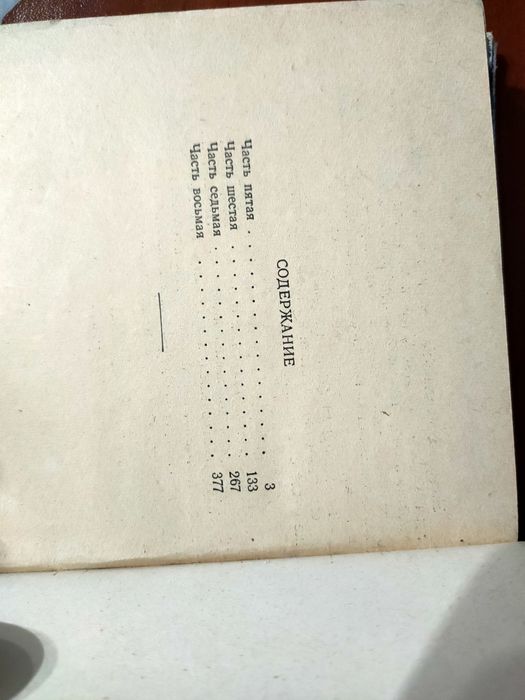 СОДЕРЖАНИЕ
Часть пятая . . . . . . . . . . . . . 3
Часть шестая . . . . . . . . . . . . 133
Часть седьмая . . . . . . . . . . . . 267
Часть восьмая . . . . . . . . . . . . 377